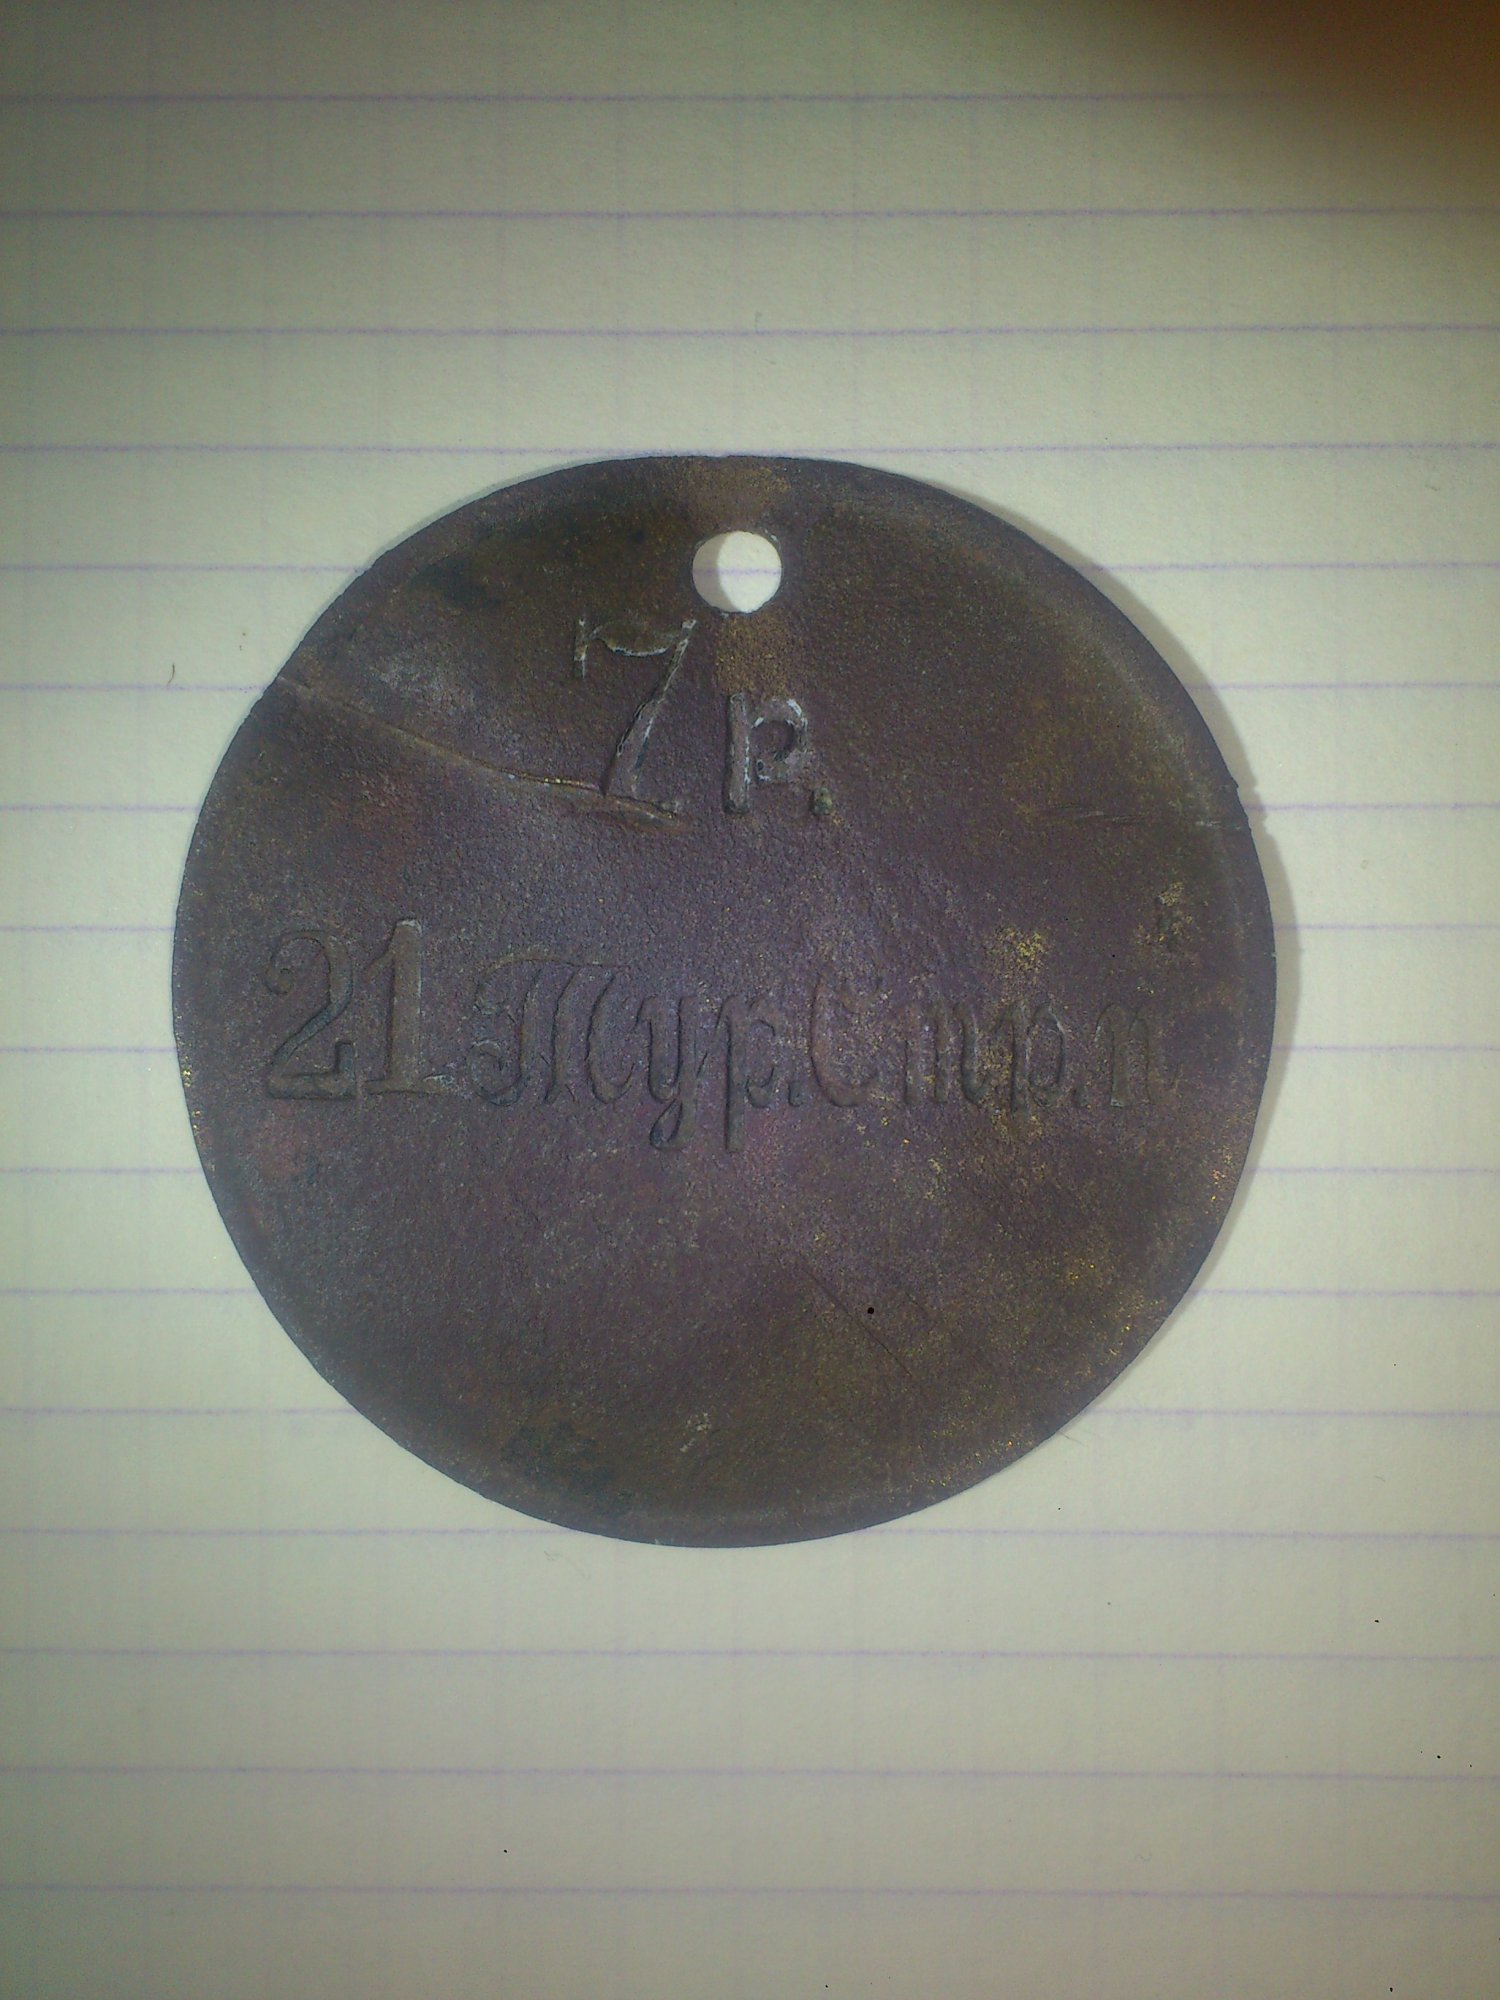 7 р.
21 Тур. Стр. п